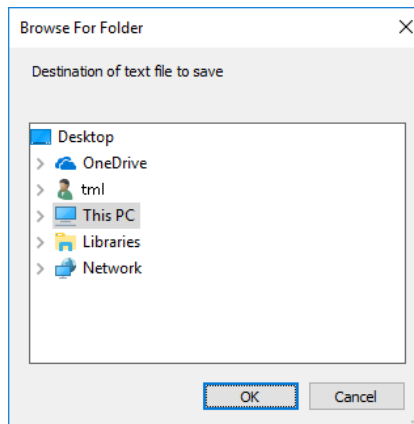 Browse For Folder
Destination of text file to save
Desktop
OneDrive
tml
This PC
Libraries
Network
OK Cancel